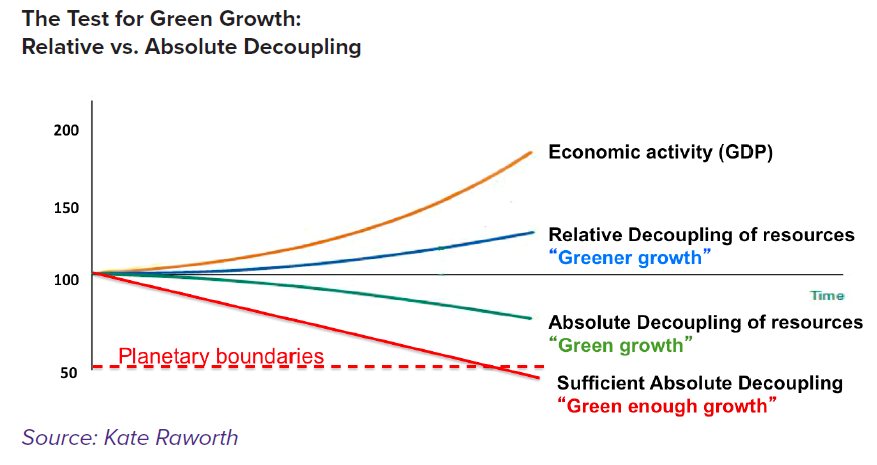 The Test for Green Growth:
Relative vs. Absolute Decoupling
200
150
100
50
Economic activity (GDP)
Relative Decoupling of resources
“Greener growth”
Time
Absolute Decoupling of resources
“Green growth”
Planetary boundaries
Sufficient Absolute Decoupling
“Green enough growth”
Source: Kate Raworth